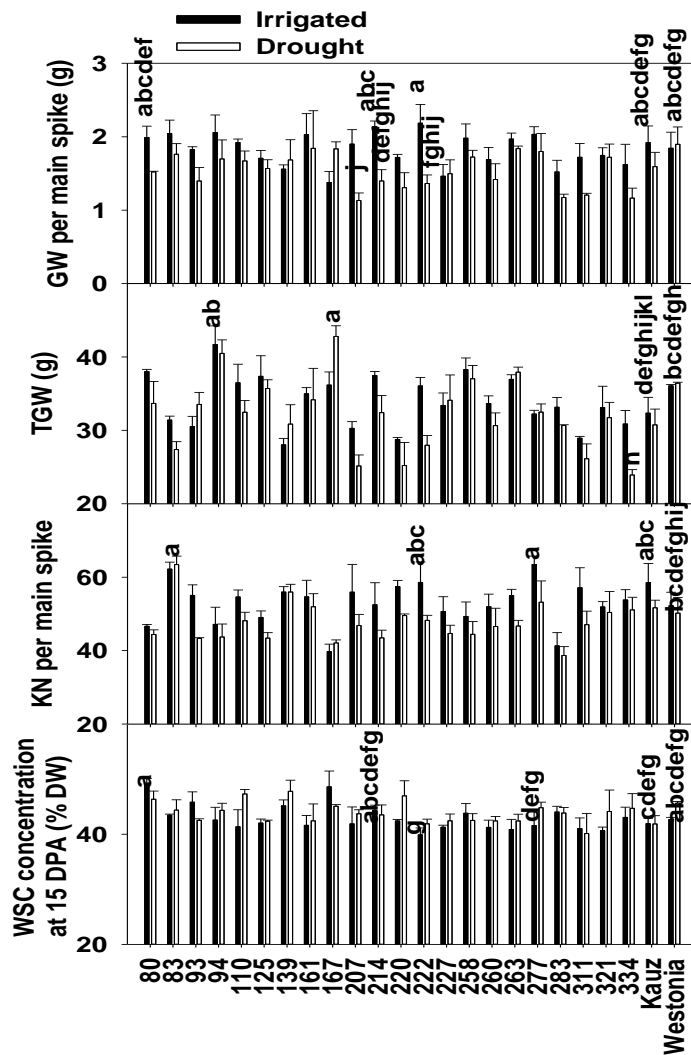 Irrigated
Drought
GW per main spike (g)
3
2
1
0
abcdef
j
abc
defghij
a
fghij
abcdefg
abcdefg
TGW (g)
40
30
20
ab
a
n
defghijkl
bcdefgh
KN per main spike
60
40
20
a
abc
a
abc
bcdefghij
WSC concentration
at 15 DPA (% DW)
40
20
a
abcdefg
g
defg
cdefg
abcdefg
80
83
93
94
110
125
139
161
167
207
214
220
222
227
258
260
263
277
283
311
321
334
Kauz
Westonia